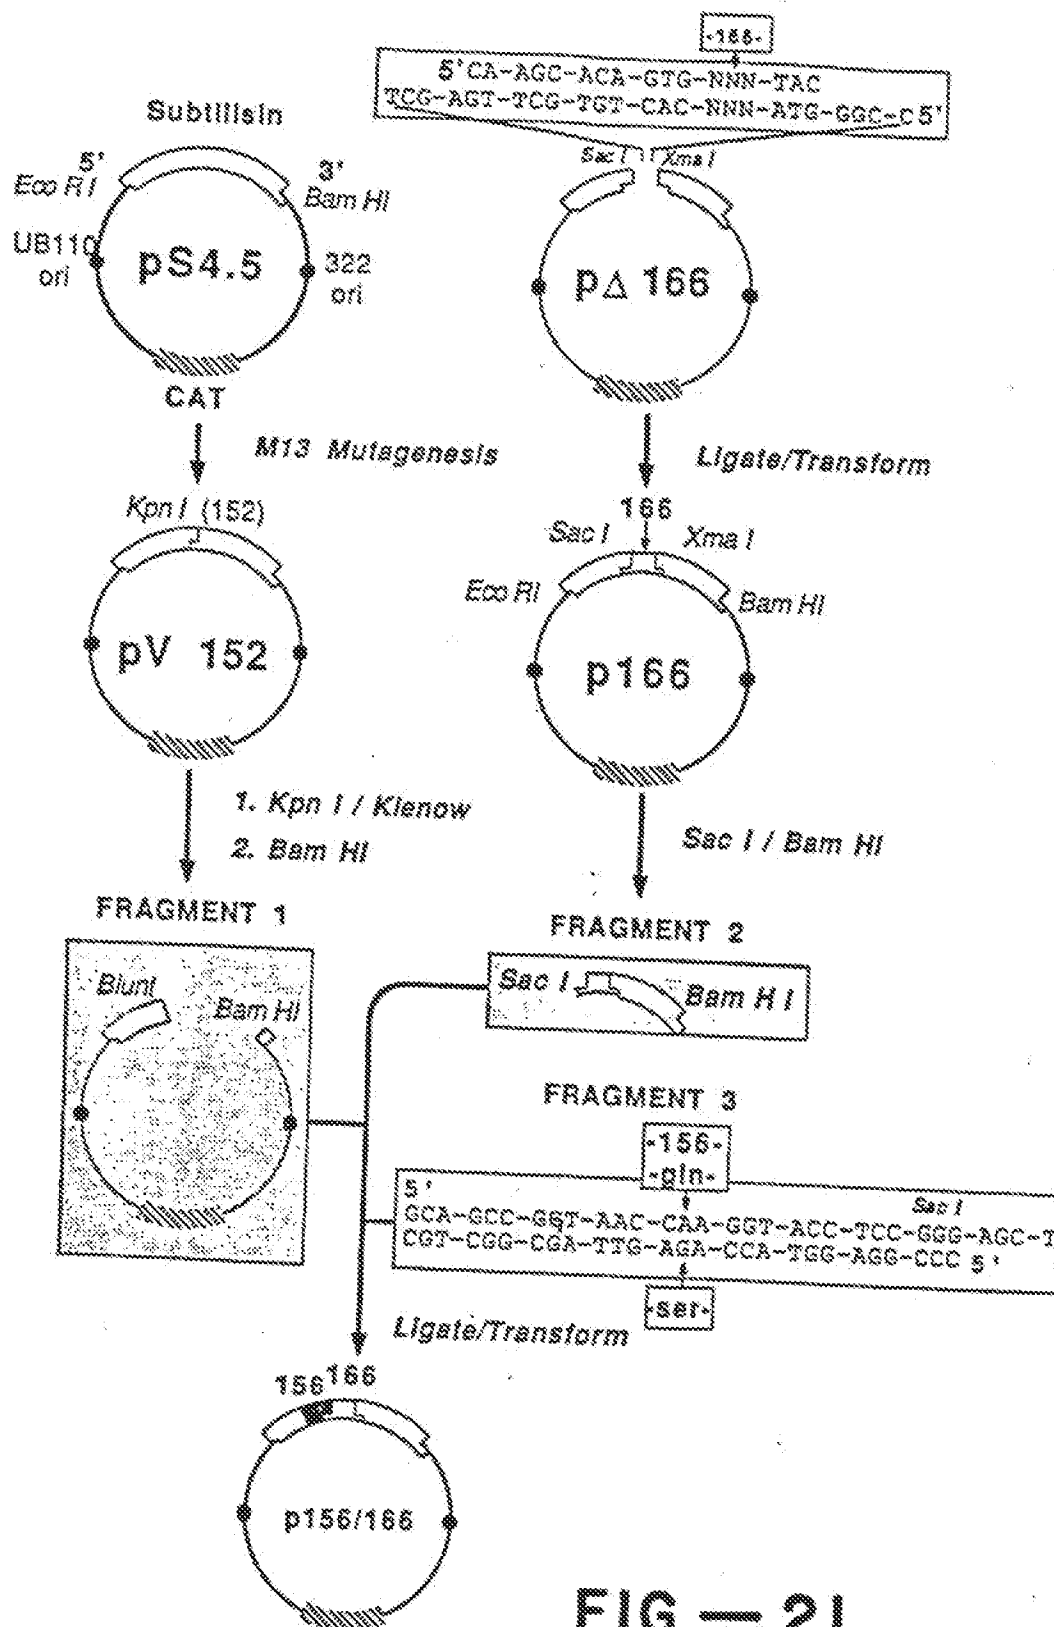 -166-
5'CA-AGC-ACA-GTG-NNN-TAC
TCG-AGT-TCG-TGT-CAC-NNN-ATG-GGC-C5'
Subtilisin
5'
3'
Eco RI
Bam HI
UB110
ori
pS4.5
322
ori
CAT
M13 Mutagenesis
Kpn I (152)
pV 152
1. Kpn I / Klenow
2. Bam HI
FRAGMENT 1
Blunt
Bam HI
Sac I
Xma I
pΔ 166
Ligate/Transform
166
Sac I
Xma I
Eco RI
Bam HI
p166
Sac I / Bam HI
FRAGMENT 2
Sac I
Bam H I
FRAGMENT 3
-156-
-gln-
5'
Sac I
GCA-GCC-GGT-AAC-CAA-GGT-ACC-TCC-GGG-AGC-T
CGT-CGG-CGA-TTG-AGA-CCA-TGG-AGG-CCC 5'
-ser-
Ligate/Transform
156
166
p156/166
FIG — 21